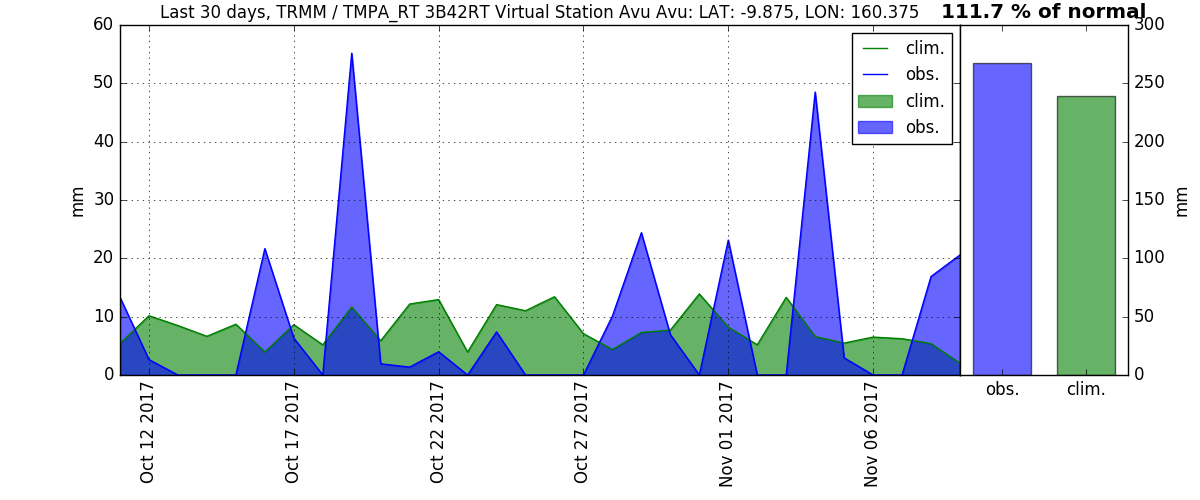 Last 30 days, TRMM / TMPA_RT 3B42RT Virtual Station Avu Avu: LAT: -9.875, LON: 160.375
111.7 % of normal
60
50
40
30
20
10
0
mm
clim.
obs.
clim.
obs.
300
250
200
150
100
50
0
mm
Oct 12 2017
Oct 17 2017
Oct 22 2017
Oct 27 2017
Nov 01 2017
Nov 06 2017
obs.
clim.